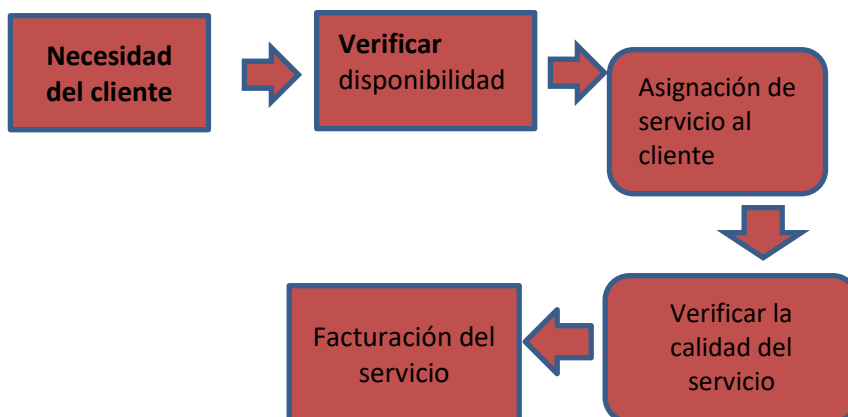 Necesidad
del cliente
Verificar
disponibilidad
Asignación de
servicio al
cliente
Verificar la
calidad del
servicio
Facturación del
servicio